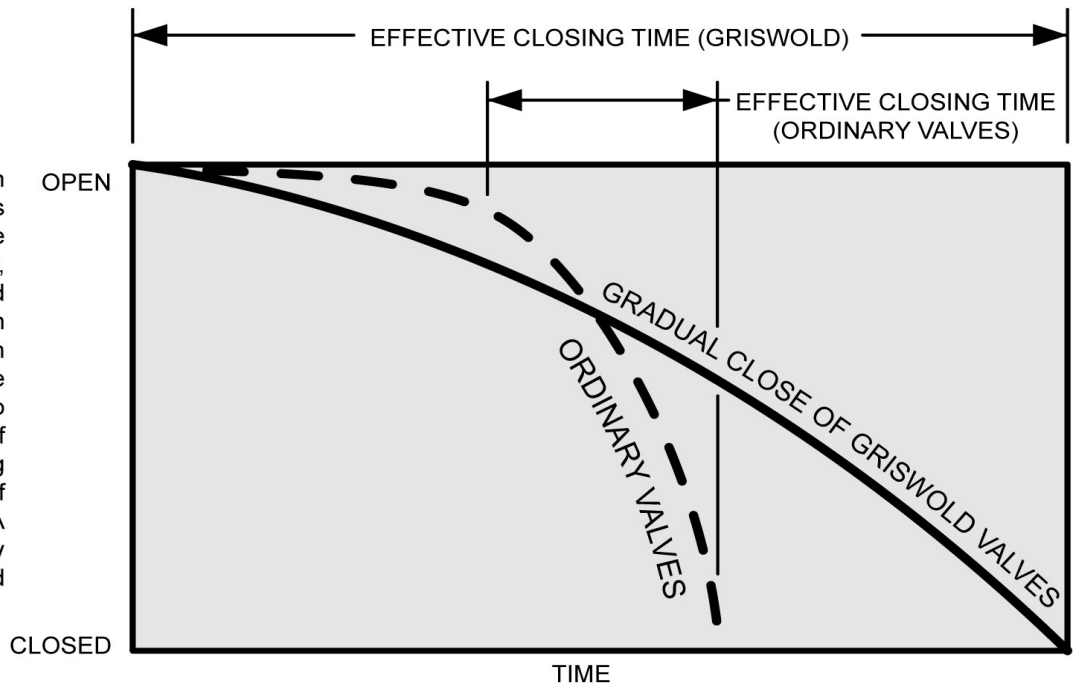 EFFECTIVE CLOSING TIME (GRISWOLD)
EFFECTIVE CLOSING TIME
(ORDINARY VALVES)
OPEN
GRADUAL CLOSE OF GRISWOLD VALVES
ORDINARY VALVES
CLOSED
TIME